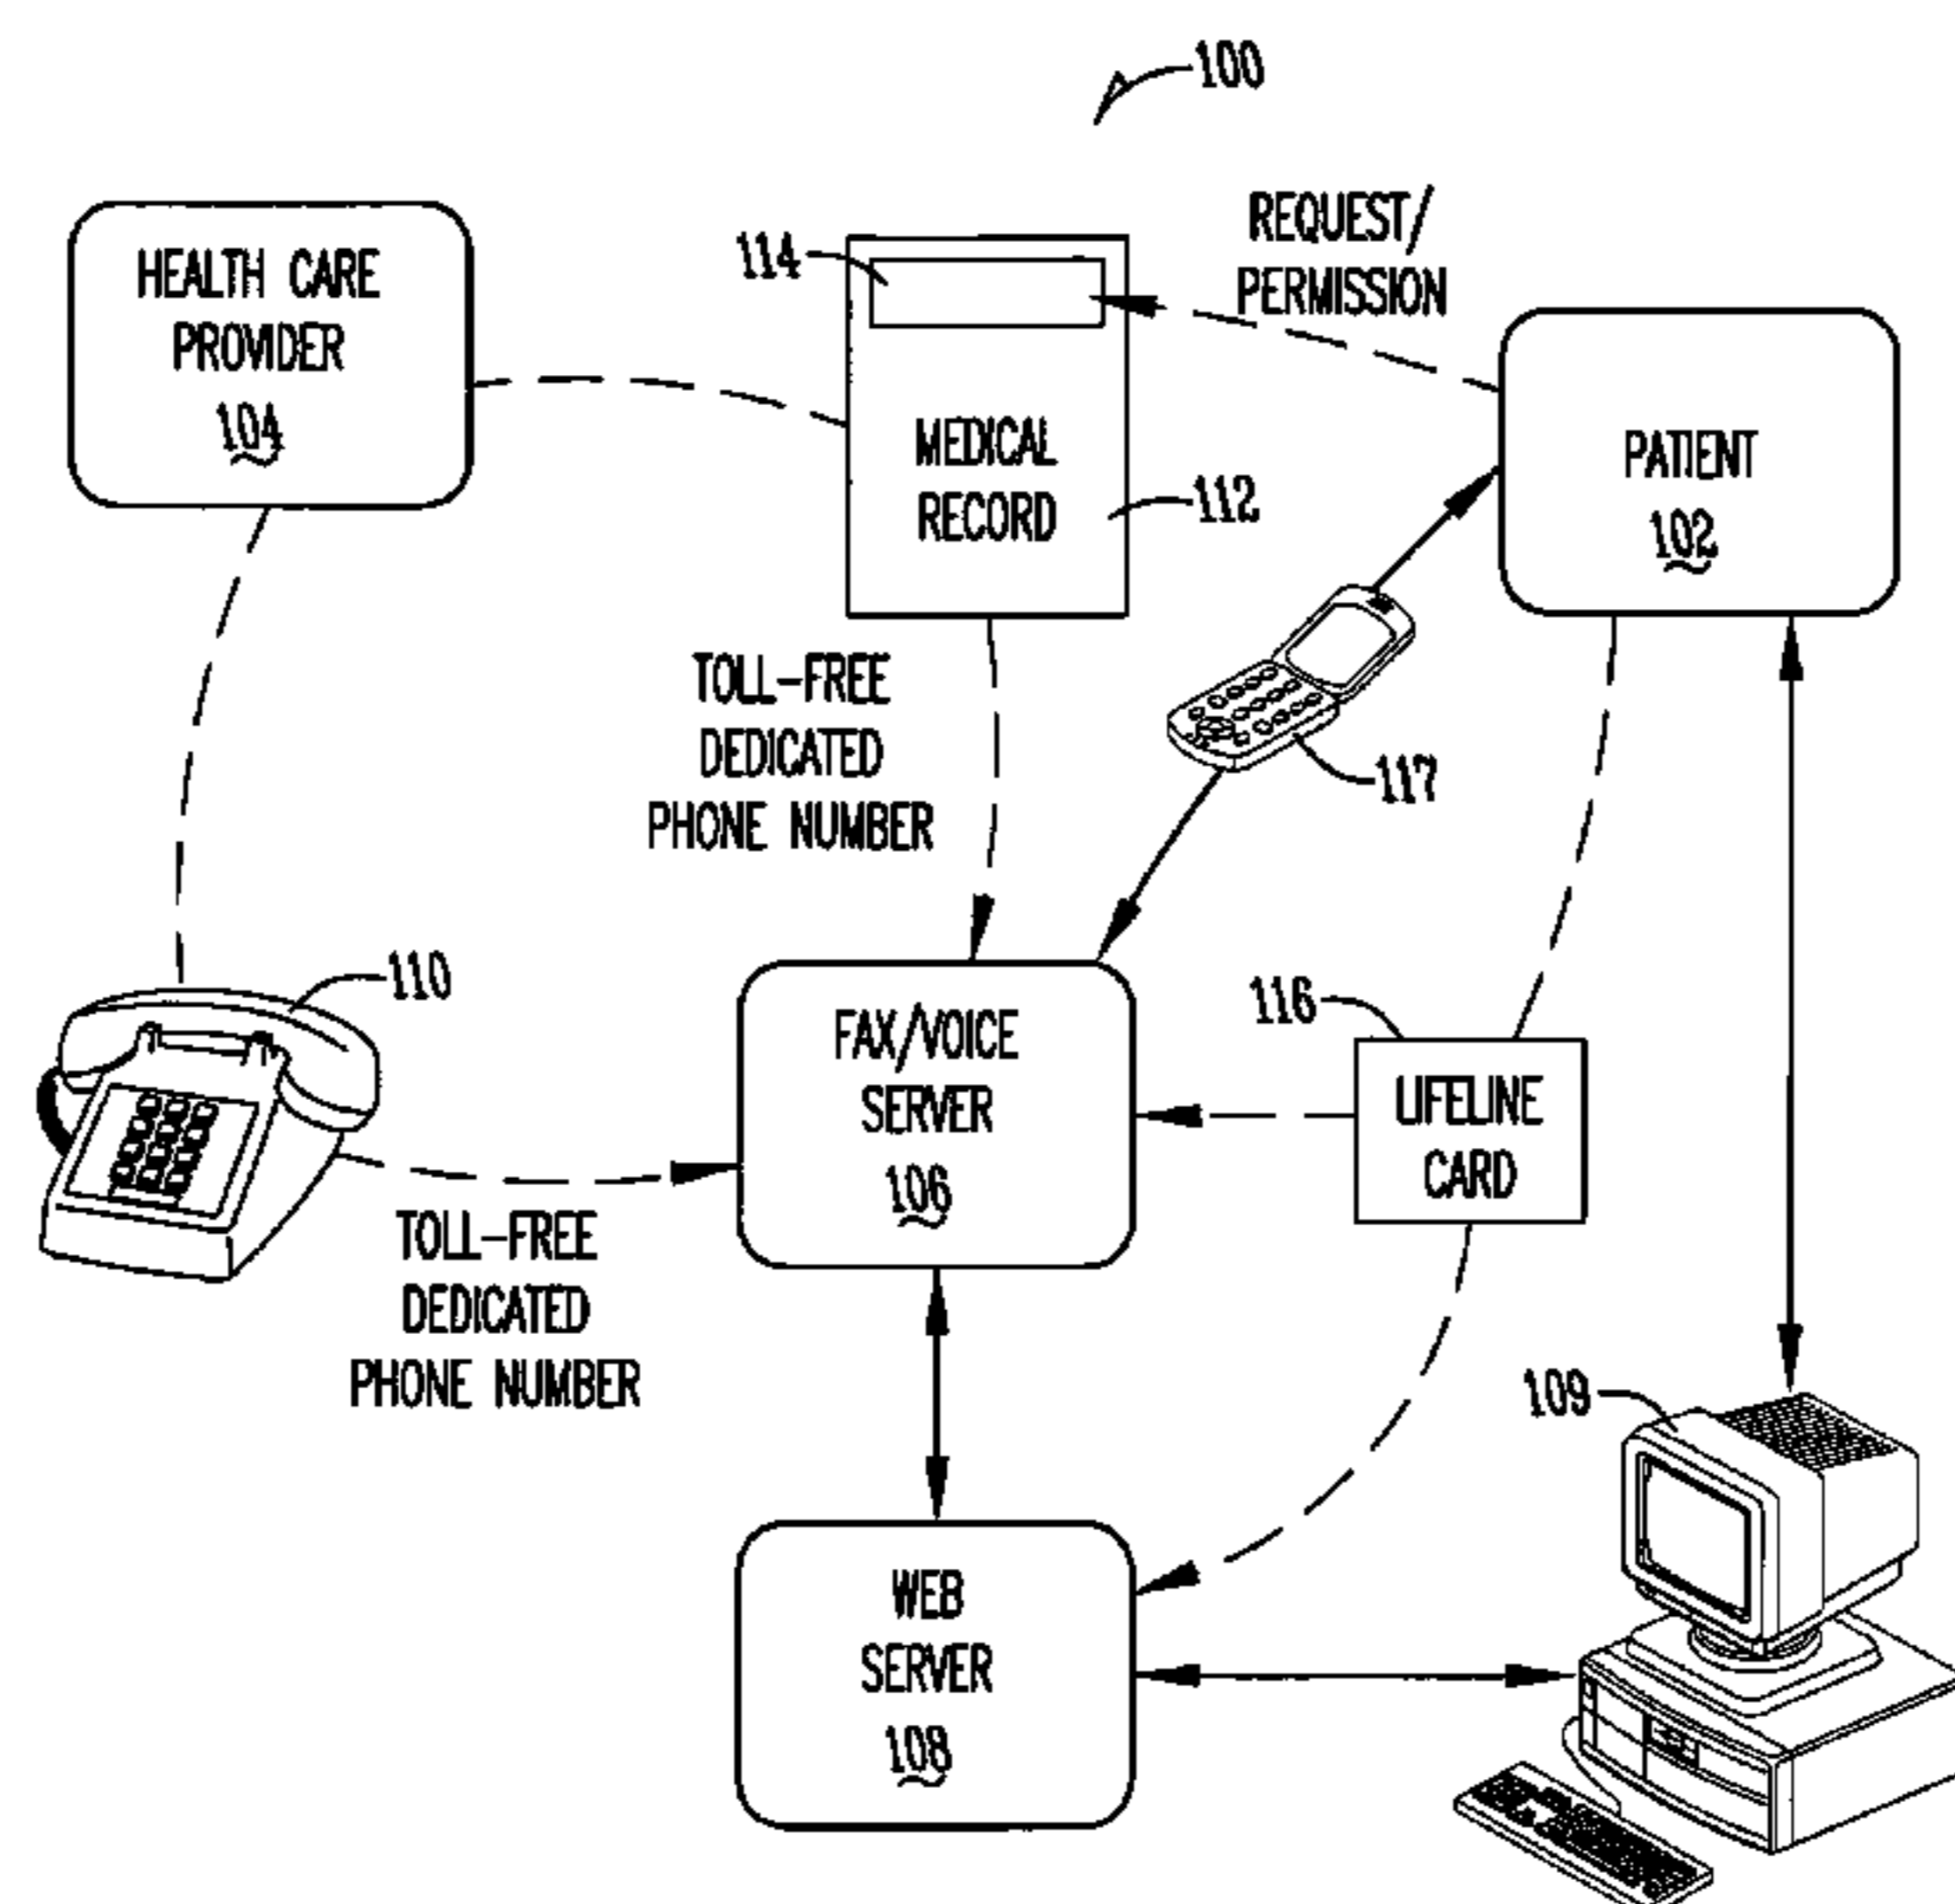 100
HEALTH CARE
PROVIDER
104
114
REQUEST/
PERMISSION
MEDICAL
RECORD
112
PATIENT
102
TOLL-FREE
DEDICATED
PHONE NUMBER
117
110
FAX/VOICE
SERVER
106
116
LIFELINE
CARD
TOLL-FREE
DEDICATED
PHONE NUMBER
109
WEB
SERVER
108